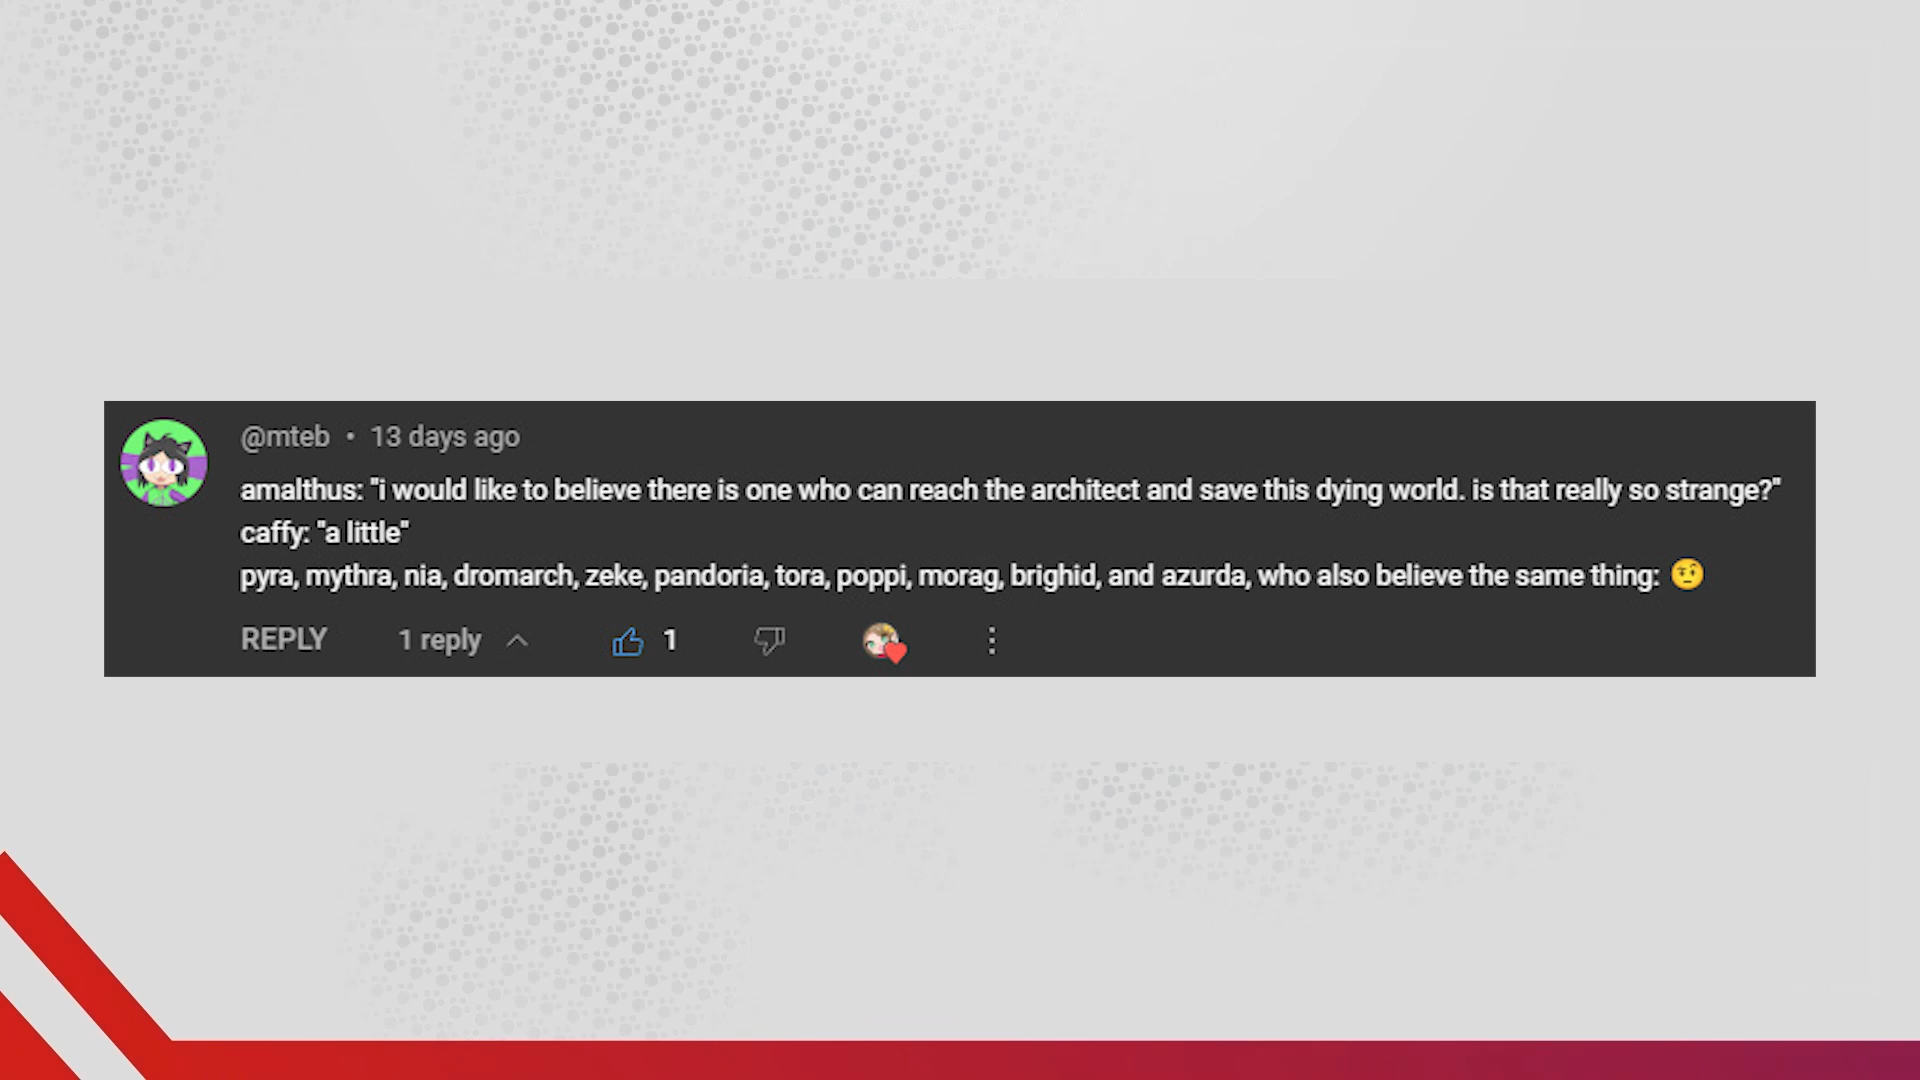 @mteb • 13 days ago
amalthus: "i would like to believe there is one who can reach the architect and save this dying world. is that really so strange?"
caffy: "a little"
pyra, mythra, nia, dromarch, zeke, pandoria, tora, poppi, morag, brighid, and azurda, who also believe the same thing: 🤨
REPLY 1 reply 1